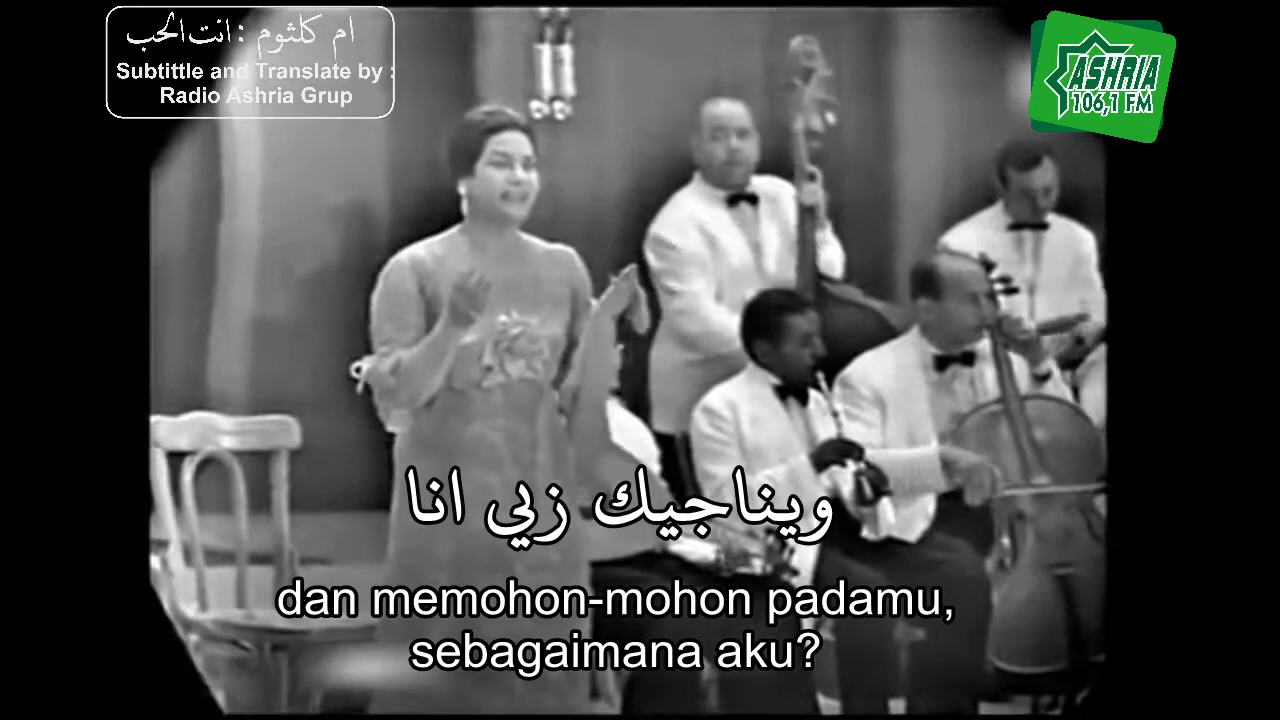 ام كلثوم : انت الحب
Subtittle and Translate by :
Radio Ashria Grup
ASHRIA
106,1 FM
ويناجيك زيي انا
dan memohon-mohon padamu,
sebagaimana aku?